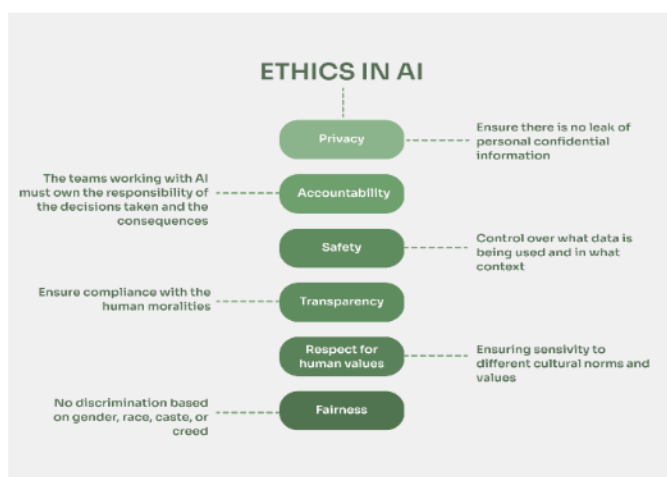 ETHICS IN AI
Privacy
Ensure there is no leak of
personal confidential
information
The teams working with AI
must own the responsibility of
the decisions taken and the
consequences
Accountability
Safety
Control over what data is
being used and in what
context
Ensure compliance with the
human moralities
Transparency
Respect for
human values
Ensuring sensivity to
different cultural norms and
values
No discrimination based
on gender, race, caste, or
creed
Fairness